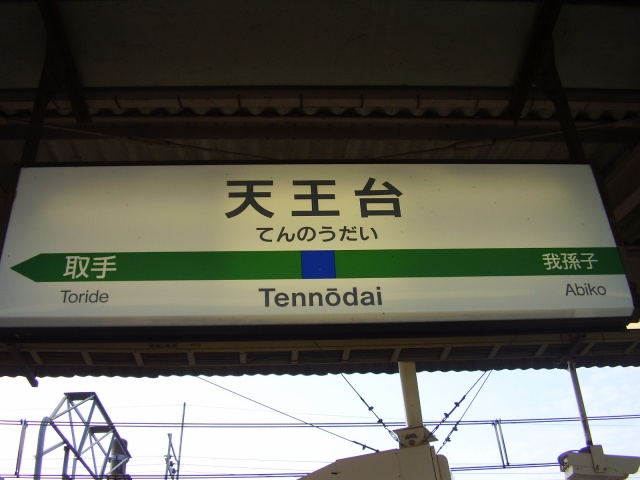 天王台
てんのうだい
取手 我孫子
Toride Tennōdai Abiko